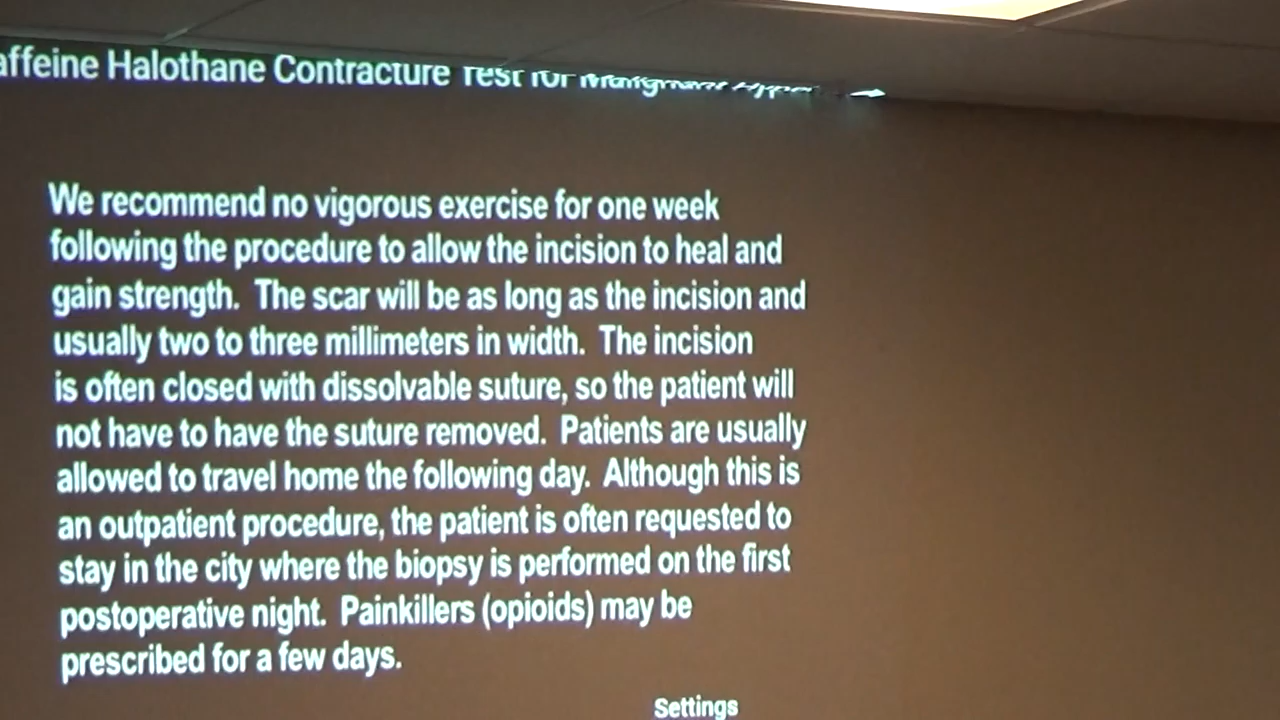 affeine Halothane Contracture Test for Malignant Hyper
We recommend no vigorous exercise for one week
following the procedure to allow the incision to heal and
gain strength.  The scar will be as long as the incision and
usually two to three millimeters in width.  The incision
is often closed with dissolvable suture, so the patient will
not have to have the suture removed.  Patients are usually
allowed to travel home the following day.  Although this is
an outpatient procedure, the patient is often requested to
stay in the city where the biopsy is performed on the first
postoperative night.  Painkillers (opioids) may be
prescribed for a few days.
Settings